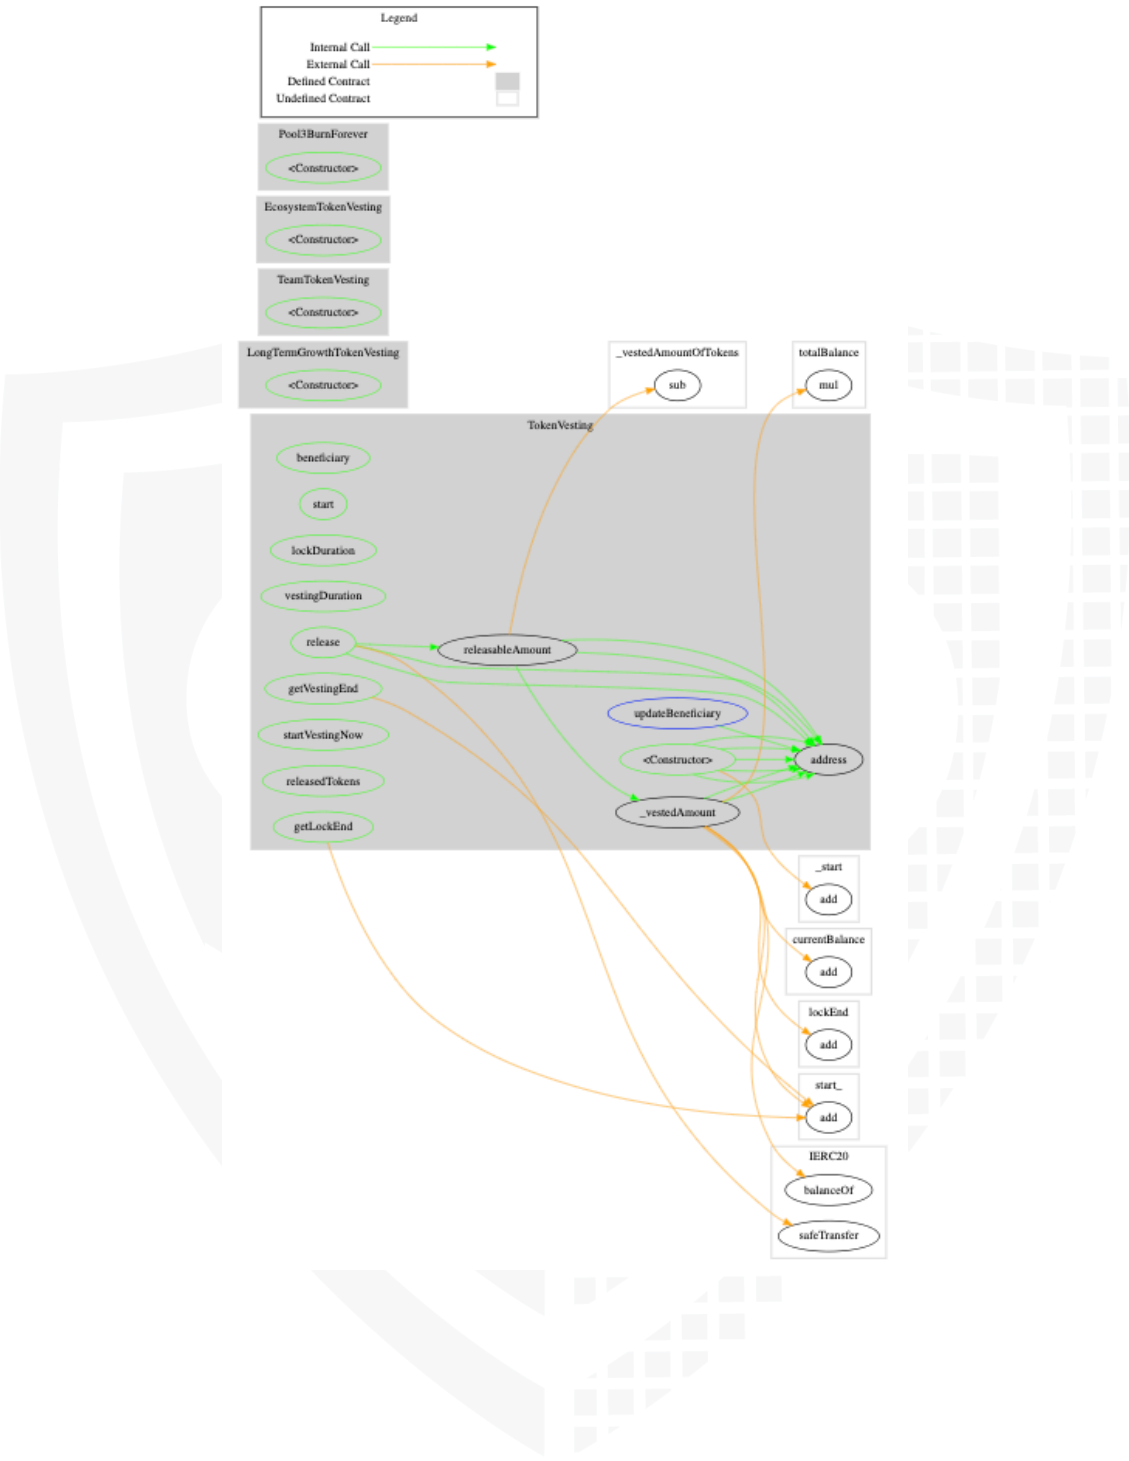 Legend
Internal Call
External Call
Defined Contract
Undefined Contract
Pool3BurnForever
<Constructor>
EcosystemTokenVesting
<Constructor>
TeamTokenVesting
<Constructor>
LongTermGrowthTokenVesting
<Constructor>
_vestedAmountOfTokens
sub
totalBalance
mul
TokenVesting
beneficiary
start
lockDuration
vestingDuration
release
releasableAmount
getVestingEnd
updateBeneficiary
startVestingNow
<Constructor>
address
releasedTokens
_vestedAmount
getLockEnd
_start
add
currentBalance
add
lockEnd
add
start_
add
IERC20
balanceOf
safeTransfer